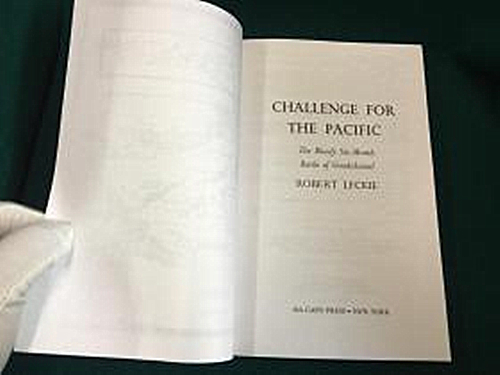 CHALLENGE FOR
THE PACIFIC
The Bloody Six-Month
Battle of Guadalcanal
ROBERT LECKIE
DA CAPO PRESS • NEW YORK